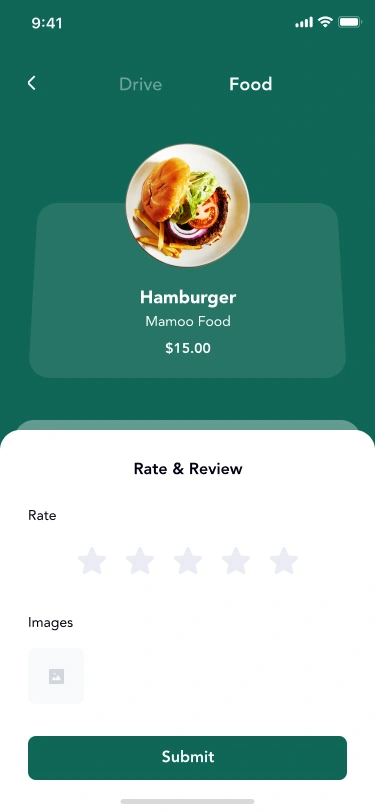 9:41
Drive Food
Hamburger
Mamoo Food
$15.00
Rate & Review
Rate
Images
Submit